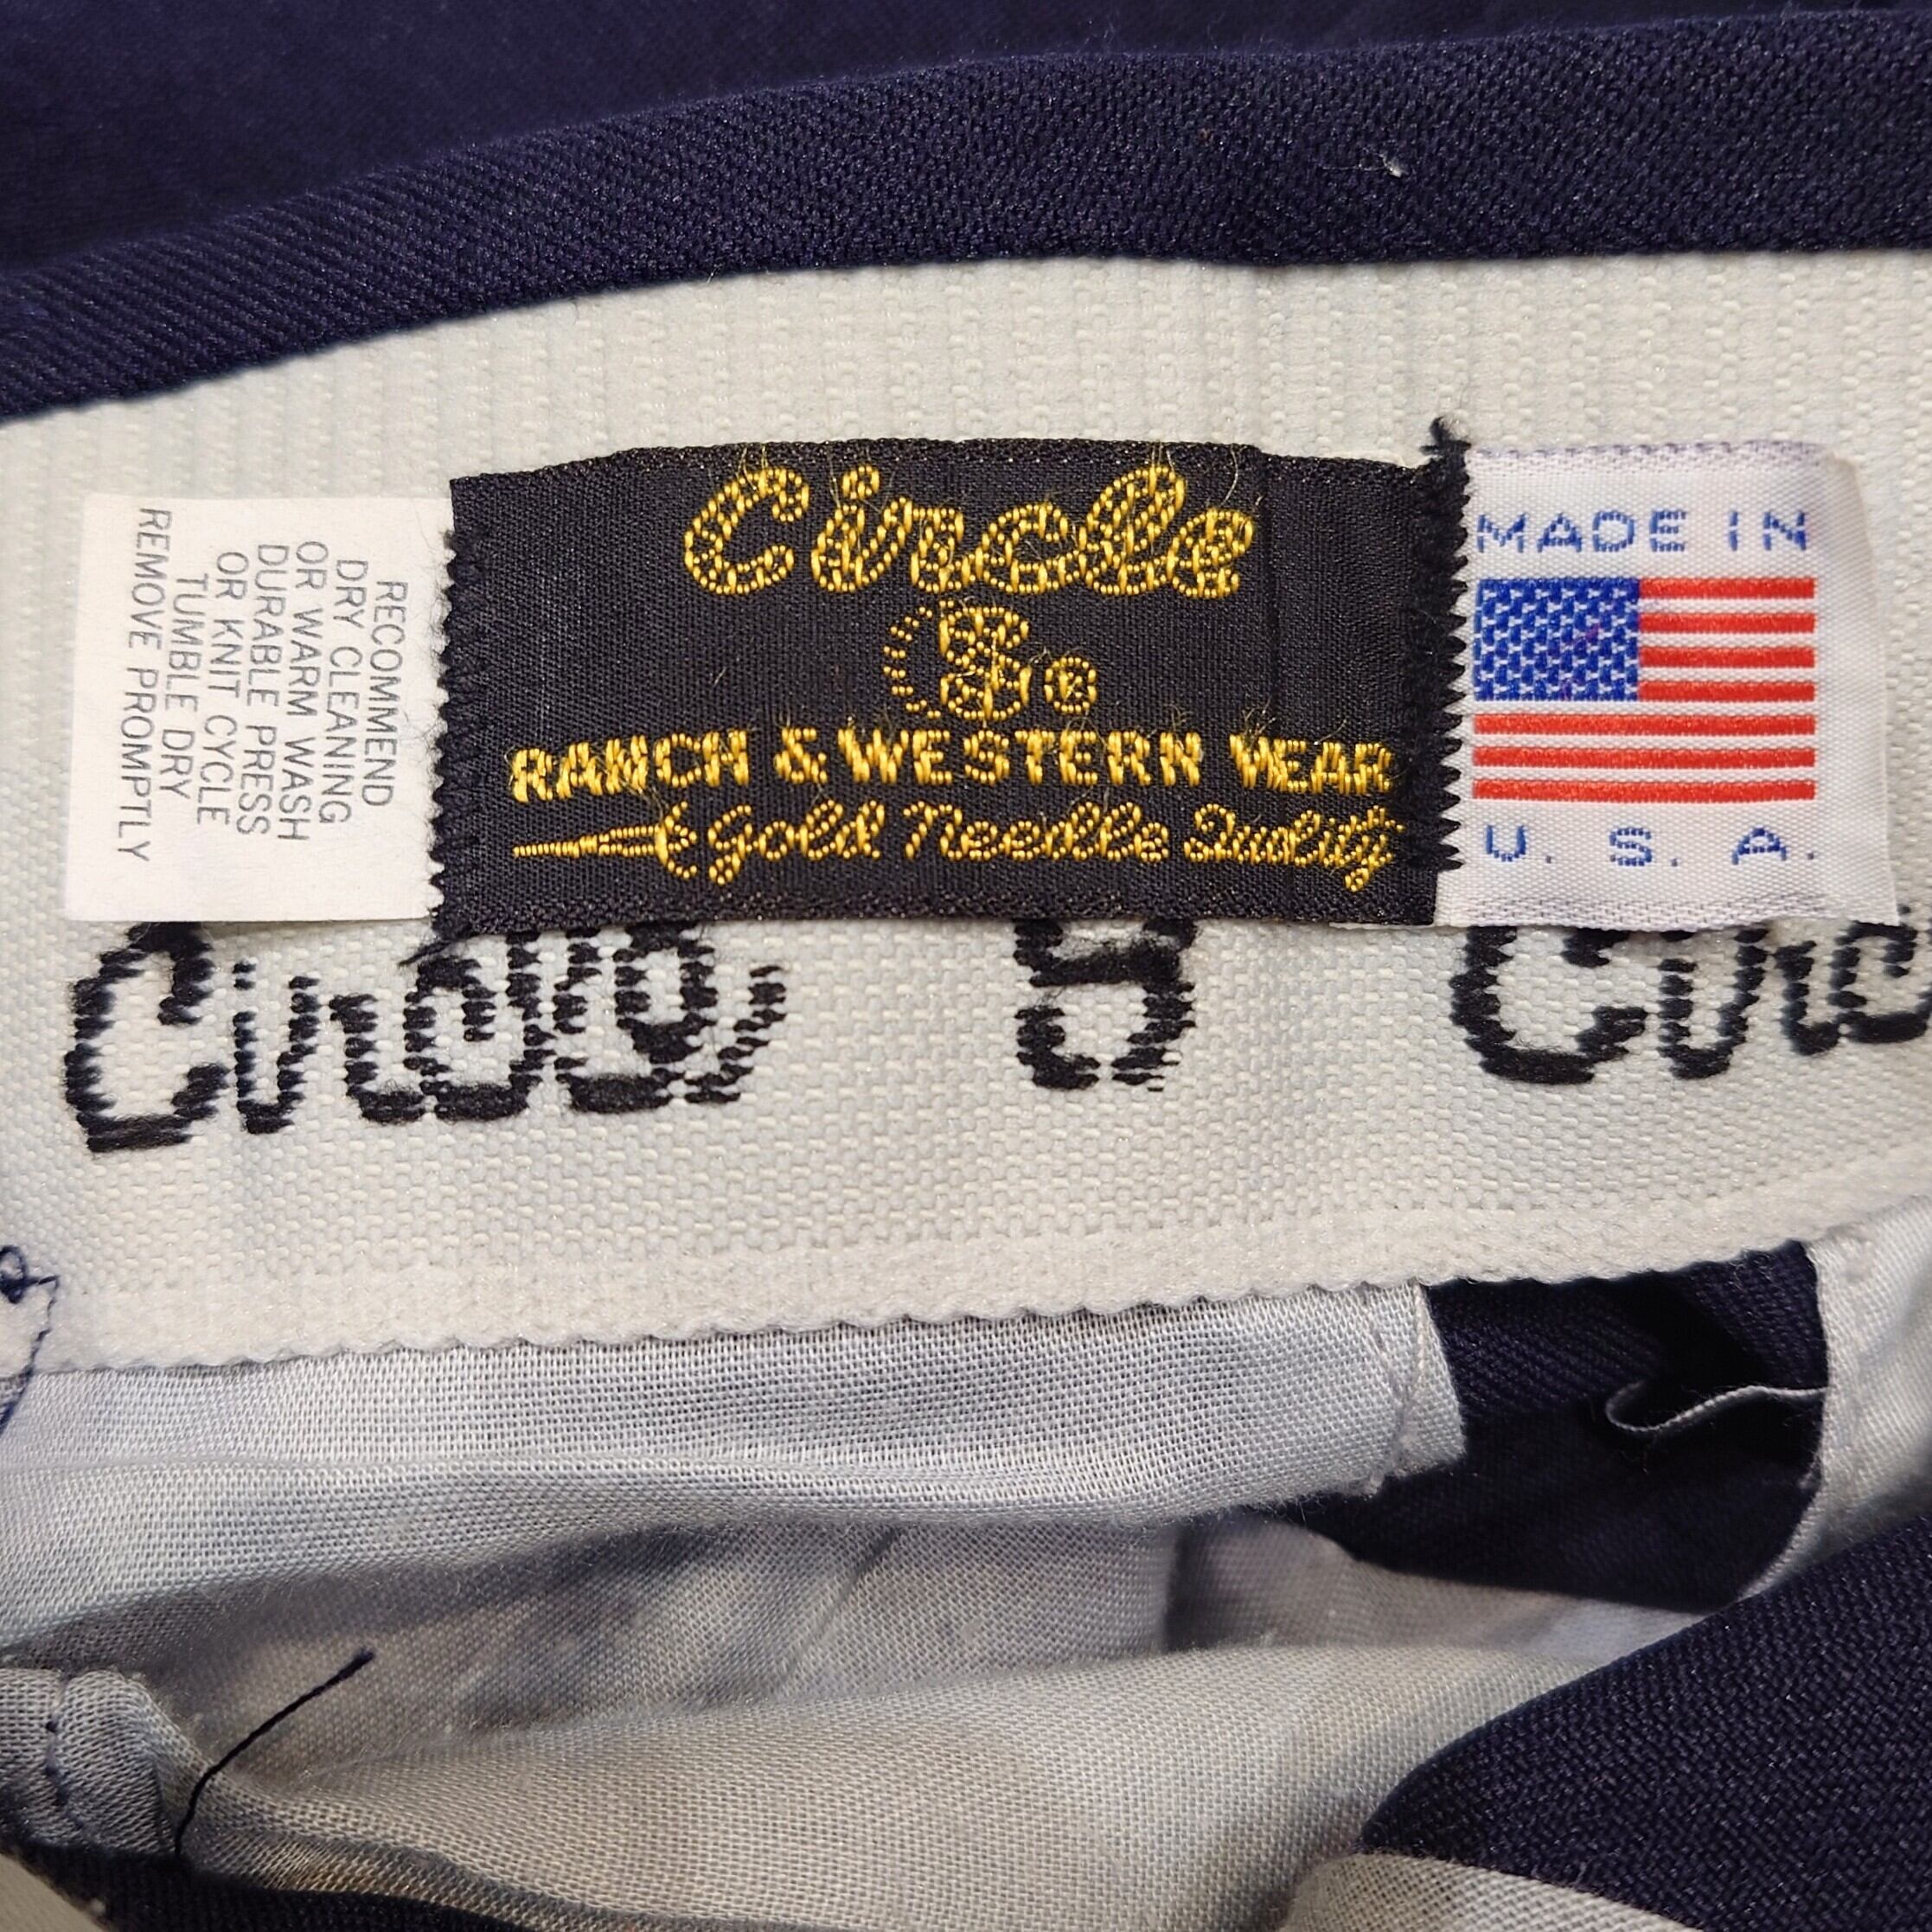 RECOMMEND
DRY CLEANING
OR WARM WASH
DURABLE PRESS
OR KNIT CYCLE
TUMBLE DRY
REMOVE PROMPTLY
Circle
S®
RANCH & WESTERN WEAR
Gold Needle Quality
MADE IN
U. S. A.
Circle S Circ